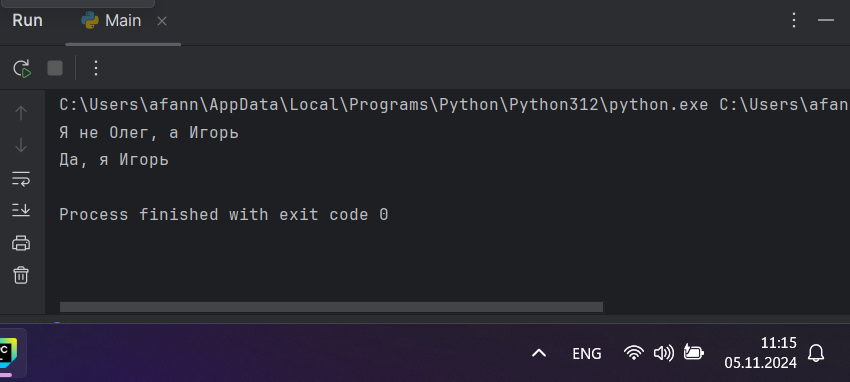 Run Main
C:\Users\afann\AppData\Local\Programs\Python\Python312\python.exe C:\Users\afan
Я не Олег, а Игорь
Да, я Игорь
Process finished with exit code 0
PC
ENG
11:15
05.11.2024